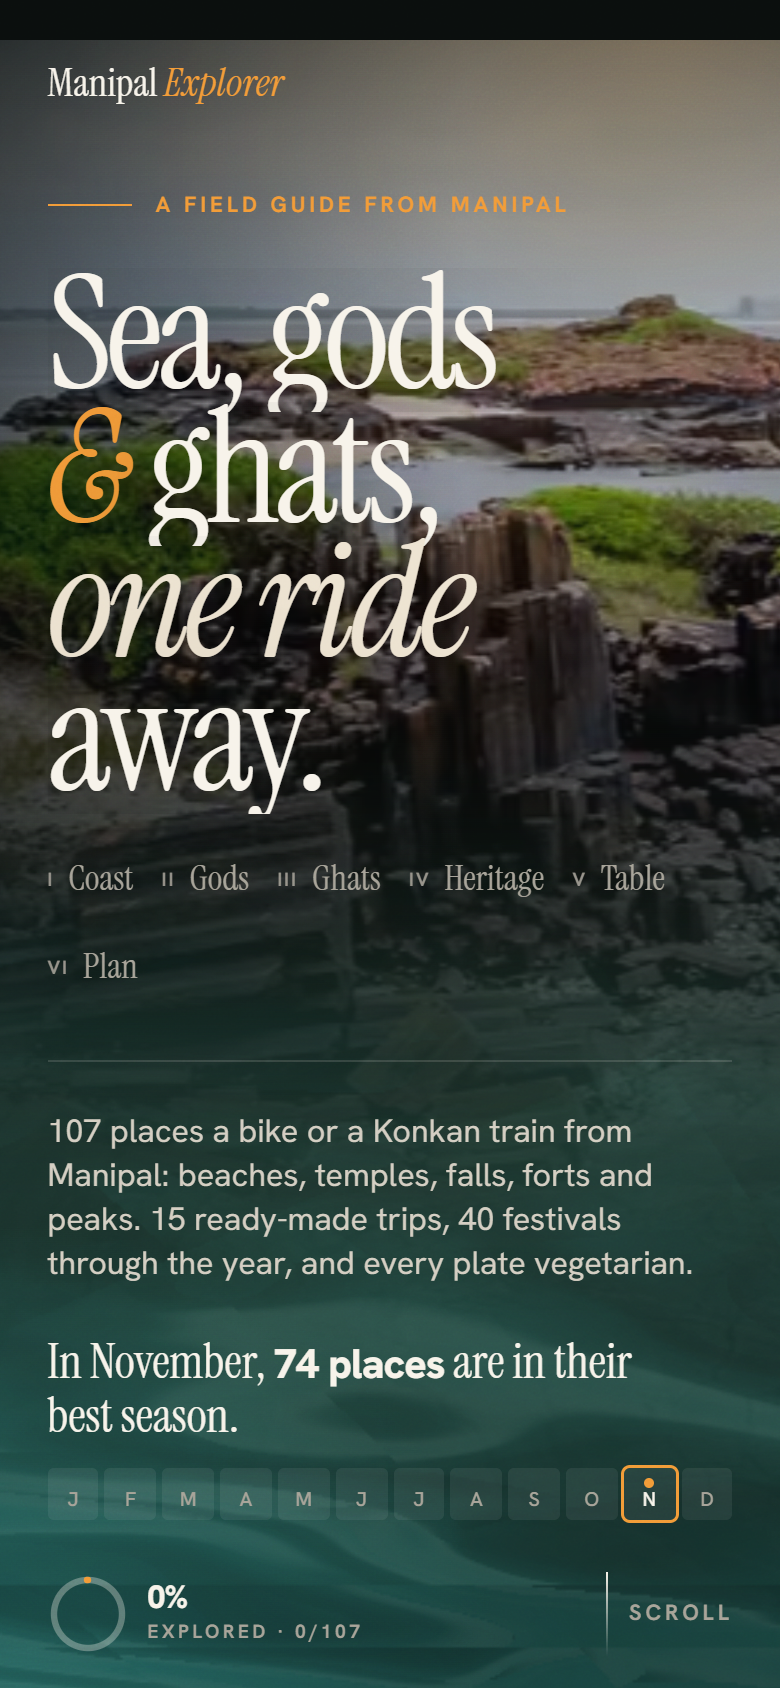 Manipal Explorer
A FIELD GUIDE FROM MANIPAL
Sea, gods
& ghats,
one ride
away.
I Coast II Gods III Ghats IV Heritage V Table
VI Plan
107 places a bike or a Konkan train from
Manipal: beaches, temples, falls, forts and
peaks. 15 ready-made trips, 40 festivals
through the year, and every plate vegetarian.
In November, 74 places are in their
best season.
J F M A M J J A S O N D
0%
EXPLORED · 0/107
SCROLL